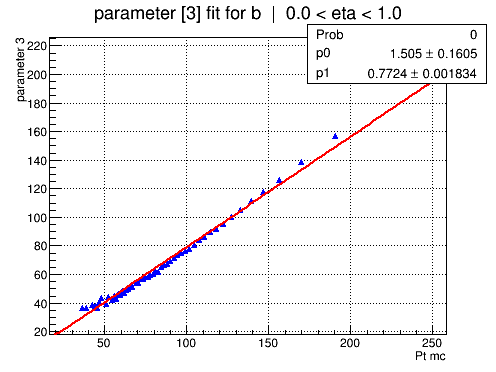 parameter [3] fit for b | 0.0 < eta < 1.0
Prob 0
p0 1.505 ± 0.1605
p1 0.7724 ± 0.001834
parameter 3
220
200
180
160
140
120
100
80
60
40
20
50 100 150 200 250
Pt mc